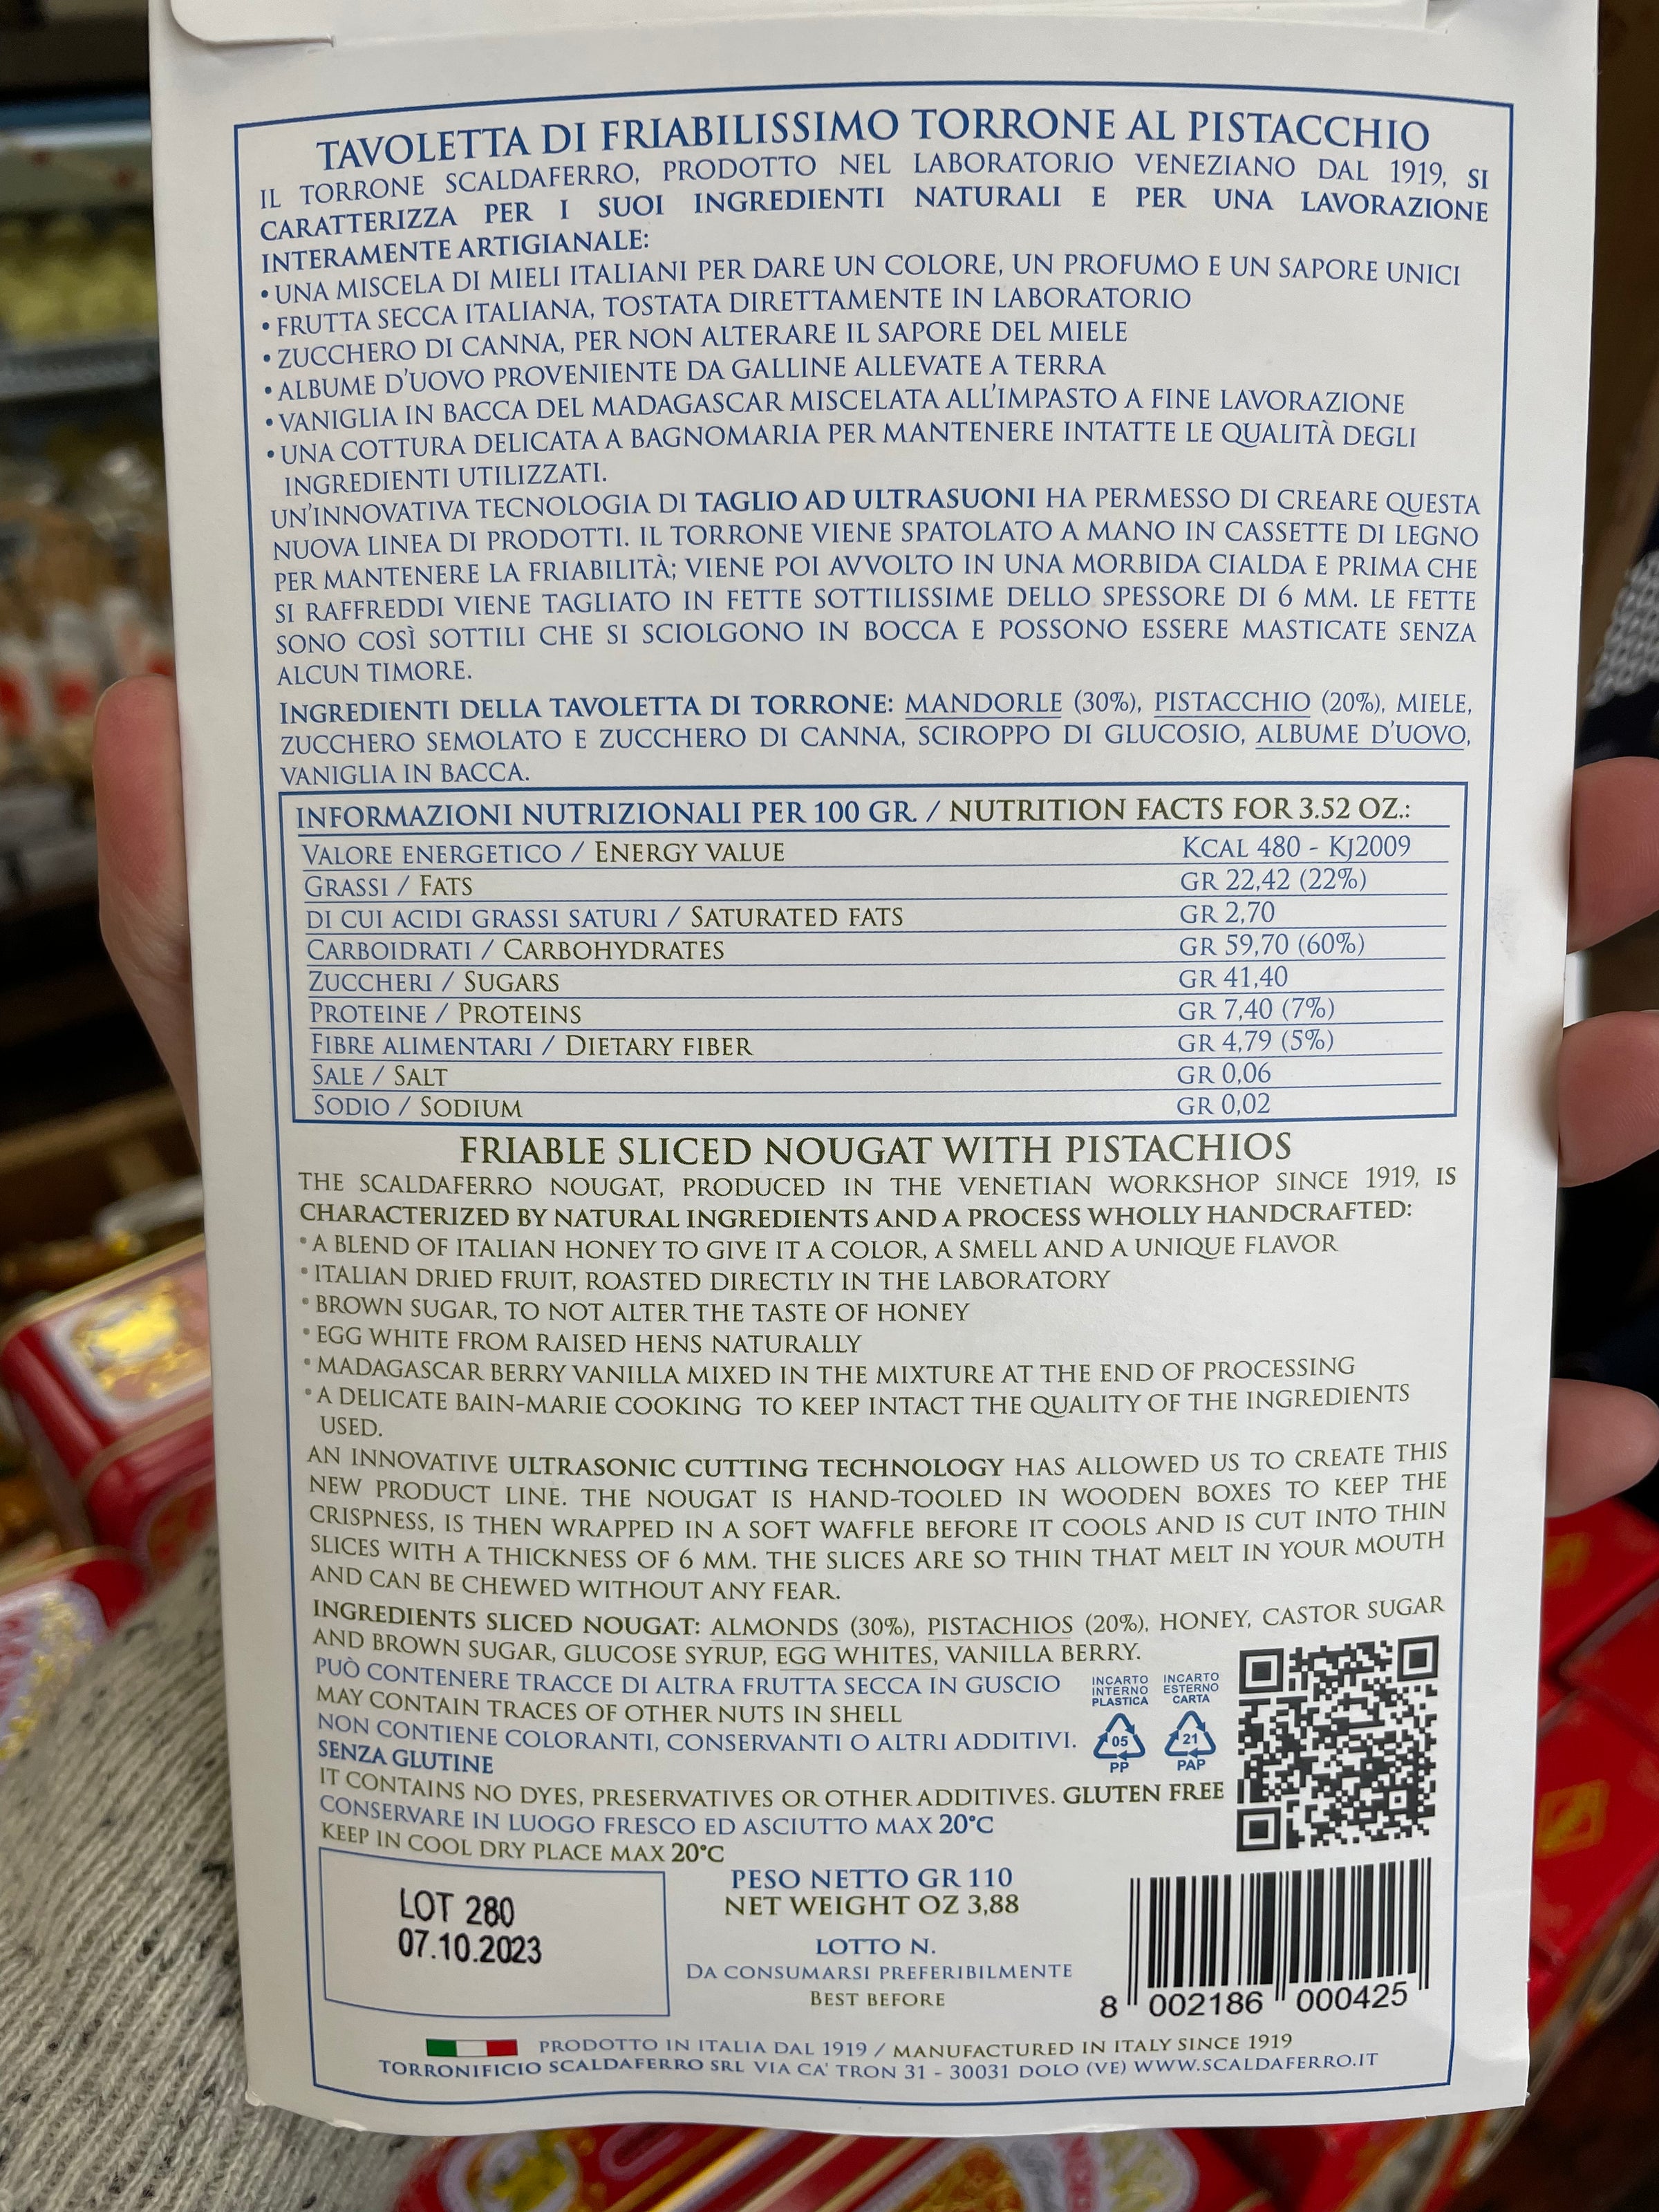 TAVOLETTA DI FRIABILISSIMO TORRONE AL PISTACCHIO
IL TORRONE SCALDAFERRO, PRODOTTO NEL LABORATORIO VENEZIANO DAL 1919, SI
CARATTERIZZA PER I SUOI INGREDIENTI NATURALI E PER UNA LAVORAZIONE
INTERAMENTE ARTIGIANALE:
• UNA MISCELA DI MIELI ITALIANI PER DARE UN COLORE, UN PROFUMO E UN SAPORE UNICI
• FRUTTA SECCA ITALIANA, TOSTATA DIRETTAMENTE IN LABORATORIO
• ZUCCHERO DI CANNA, PER NON ALTERARE IL SAPORE DEL MIELE
• ALBUME D'UOVO PROVENIENTE DA GALLINE ALLEVATE A TERRA
• VANIGLIA IN BACCA DEL MADAGASCAR MISCELATA ALL'IMPASTO A FINE LAVORAZIONE
• UNA COTTURA DELICATA A BAGNOMARIA PER MANTENERE INTATTE LE QUALITÀ DEGLI
INGREDIENTI UTILIZZATI.
UN'INNOVATIVA TECNOLOGIA DI TAGLIO AD ULTRASUONI HA PERMESSO DI CREARE QUESTA
NUOVA LINEA DI PRODOTTI. IL TORRONE VIENE SPATOLATO A MANO IN CASSETTE DI LEGNO
PER MANTENERE LA FRIABILITÀ; VIENE POI AVVOLTO IN UNA MORBIDA CIALDA E PRIMA CHE
SI RAFFREDDI VIENE TAGLIATO IN FETTE SOTTILISSIME DELLO SPESSORE DI 6 MM. LE FETTE
SONO COSÌ SOTTILI CHE SI SCIOLGONO IN BOCCA E POSSONO ESSERE MASTICATE SENZA
ALCUN TIMORE.
INGREDIENTI DELLA TAVOLETTA DI TORRONE: MANDORLE (30%), PISTACCHIO (20%), MIELE,
ZUCCHERO SEMOLATO E ZUCCHERO DI CANNA, SCIROPPO DI GLUCOSIO, ALBUME D'UOVO,
VANIGLIA IN BACCA.
INFORMAZIONI NUTRIZIONALI PER 100 GR. / NUTRITION FACTS FOR 3.52 OZ.:
VALORE ENERGETICO / ENERGY VALUE KCAL 480 - KJ2009
GRASSI / FATS GR 22,42 (22%)
DI CUI ACIDI GRASSI SATURI / SATURATED FATS GR 2,70
CARBOIDRATI / CARBOHYDRATES GR 59,70 (60%)
ZUCCHERI / SUGARS GR 41,40
PROTEINE / PROTEINS GR 7,40 (7%)
FIBRE ALIMENTARI / DIETARY FIBER GR 4,79 (5%)
SALE / SALT GR 0,06
SODIO / SODIUM GR 0,02
FRIABLE SLICED NOUGAT WITH PISTACHIOS
THE SCALDAFERRO NOUGAT, PRODUCED IN THE VENETIAN WORKSHOP SINCE 1919, IS
CHARACTERIZED BY NATURAL INGREDIENTS AND A PROCESS WHOLLY HANDCRAFTED:
• A BLEND OF ITALIAN HONEY TO GIVE IT A COLOR, A SMELL AND A UNIQUE FLAVOR
• ITALIAN DRIED FRUIT, ROASTED DIRECTLY IN THE LABORATORY
• BROWN SUGAR, TO NOT ALTER THE TASTE OF HONEY
• EGG WHITE FROM RAISED HENS NATURALLY
• MADAGASCAR BERRY VANILLA MIXED IN THE MIXTURE AT THE END OF PROCESSING
• A DELICATE BAIN-MARIE COOKING TO KEEP INTACT THE QUALITY OF THE INGREDIENTS
USED.
AN INNOVATIVE ULTRASONIC CUTTING TECHNOLOGY HAS ALLOWED US TO CREATE THIS
NEW PRODUCT LINE. THE NOUGAT IS HAND-TOOLED IN WOODEN BOXES TO KEEP THE
CRISPNESS, IS THEN WRAPPED IN A SOFT WAFFLE BEFORE IT COOLS AND IS CUT INTO THIN
SLICES WITH A THICKNESS OF 6 MM. THE SLICES ARE SO THIN THAT MELT IN YOUR MOUTH
AND CAN BE CHEWED WITHOUT ANY FEAR.
INGREDIENTS SLICED NOUGAT: ALMONDS (30%), PISTACHIOS (20%), HONEY, CASTOR SUGAR
AND BROWN SUGAR, GLUCOSE SYRUP, EGG WHITES, VANILLA BERRY.
PUÒ CONTENERE TRACCE DI ALTRA FRUTTA SECCA IN GUSCIO
MAY CONTAIN TRACES OF OTHER NUTS IN SHELL
NON CONTIENE COLORANTI, CONSERVANTI O ALTRI ADDITIVI.
SENZA GLUTINE
IT CONTAINS NO DYES, PRESERVATIVES OR OTHER ADDITIVES. GLUTEN FREE
CONSERVARE IN LUOGO FRESCO ED ASCIUTTO MAX 20°C
KEEP IN COOL DRY PLACE MAX 20°C
INCARTO
INTERNO
PLASTICA
05
PP
INCARTO
ESTERNO
CARTA
21
PAP
LOT 280
07.10.2023
PESO NETTO GR 110
NET WEIGHT OZ 3,88
LOTTO N.
DA CONSUMARSI PREFERIBILMENTE
BEST BEFORE
8 002186 000425
PRODOTTO IN ITALIA DAL 1919 / MANUFACTURED IN ITALY SINCE 1919
TORRONIFICIO SCALDAFERRO SRL VIA CA' TRON 31 - 30031 DOLO (VE) WWW.SCALDAFERRO.IT